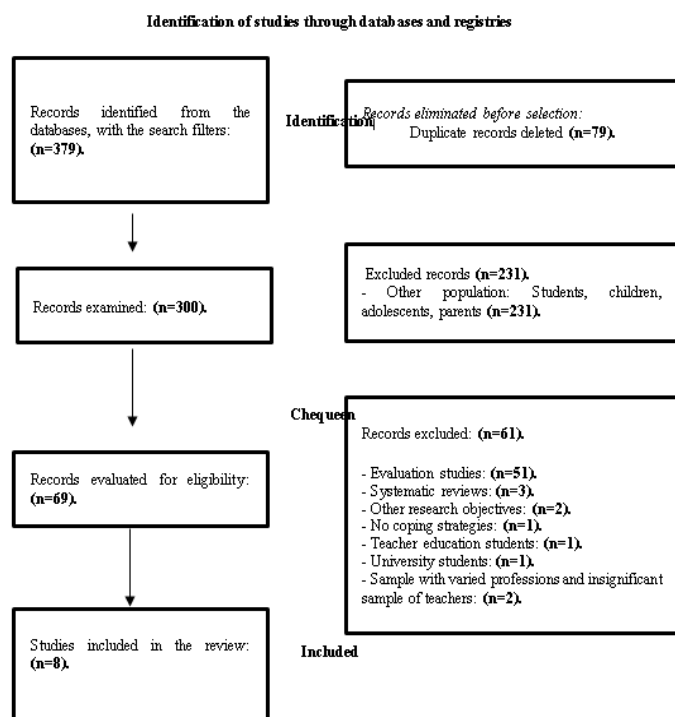 Identification of studies through databases and registries
Records identified from the
databases, with the search filters:
(n=379).
Identification
Records eliminated before selection:
Duplicate records deleted (n=79).
Records examined: (n=300).
Excluded records (n=231).
- Other population: Students, children,
adolescents, parents (n=231).
Chequeen
Records evaluated for eligibility:
(n=69).
Records excluded: (n=61).
- Evaluation studies: (n=51).
- Systematic reviews: (n=3).
- Other research objectives: (n=2).
- No coping strategies: (n=1).
- Teacher education students: (n=1).
- University students: (n=1).
- Sample with varied professions and insignificant
sample of teachers: (n=2).
Studies included in the review:
(n=8).
Included